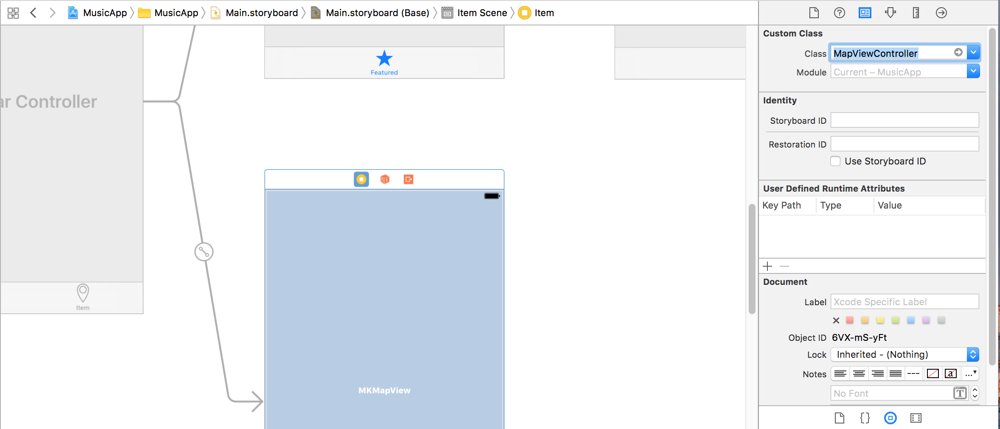 MusicApp
MusicApp
Main.storyboard
Main.storyboard (Base)
Item Scene
Item
ar Controller
Item
Featured
MKMapView
Custom Class
Class MapViewController
Module Current – MusicApp
Identity
Storyboard ID
Restoration ID
Use Storyboard ID
User Defined Runtime Attributes
Key Path Type Value
Document
Label Xcode Specific Label
Object ID 6VX-mS-yFt
Lock Inherited - (Nothing)
Notes --- a ...
No Font T